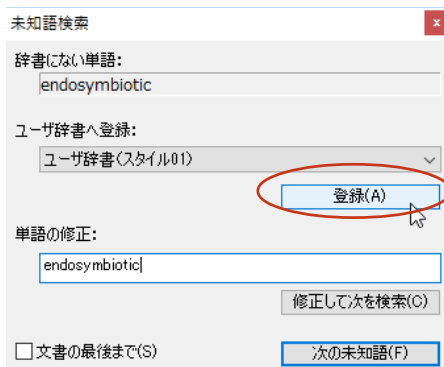 未知語検索
辞書にない単語:
endosymbiotic
ユーザ辞書へ登録:
ユーザ辞書(スタイル01)
登録(A)
単語の修正:
endosymbiotic
修正して次を検索(C)
文書の最後まで(S)
次の未知語(F)